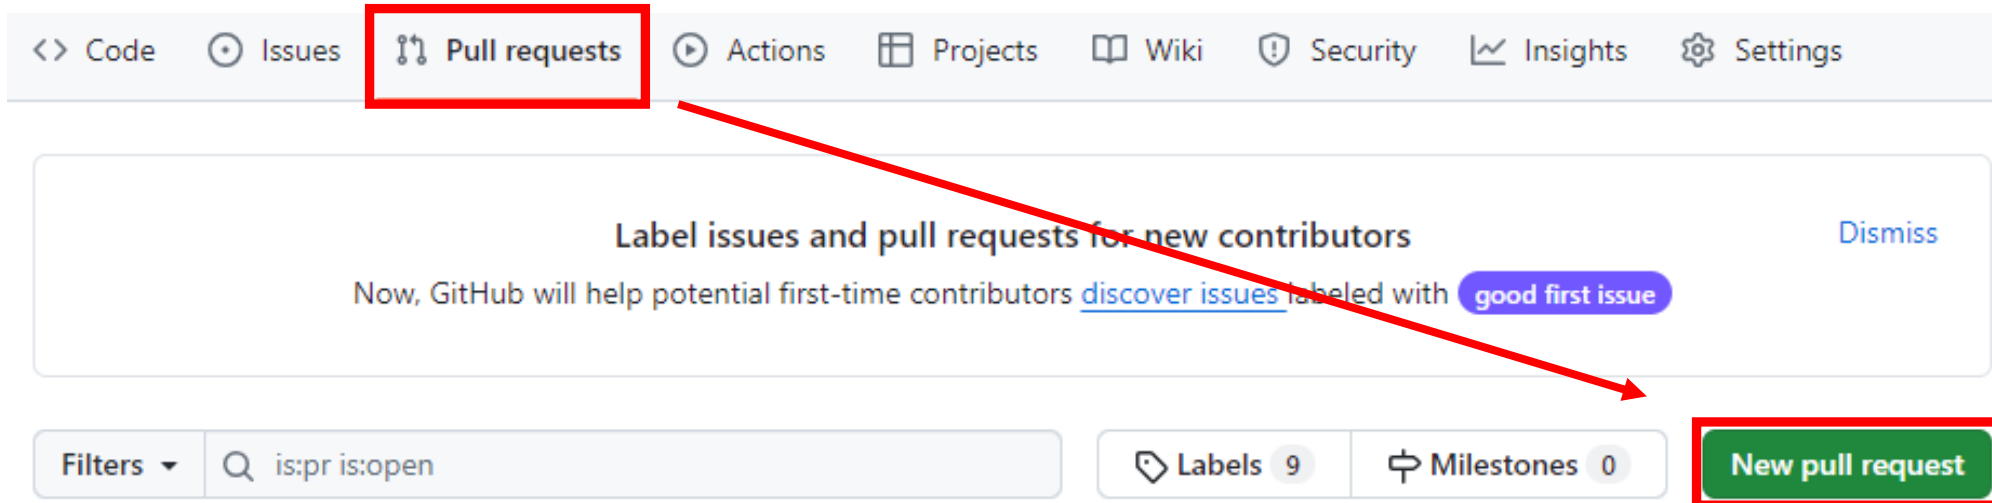 Code Issues Pull requests Actions Projects Wiki Security Insights Settings
Label issues and pull requests for new contributors
Dismiss
Now, GitHub will help potential first-time contributors discover issues labeled with good first issue
Filters is:pr is:open Labels 9 Milestones 0 New pull request